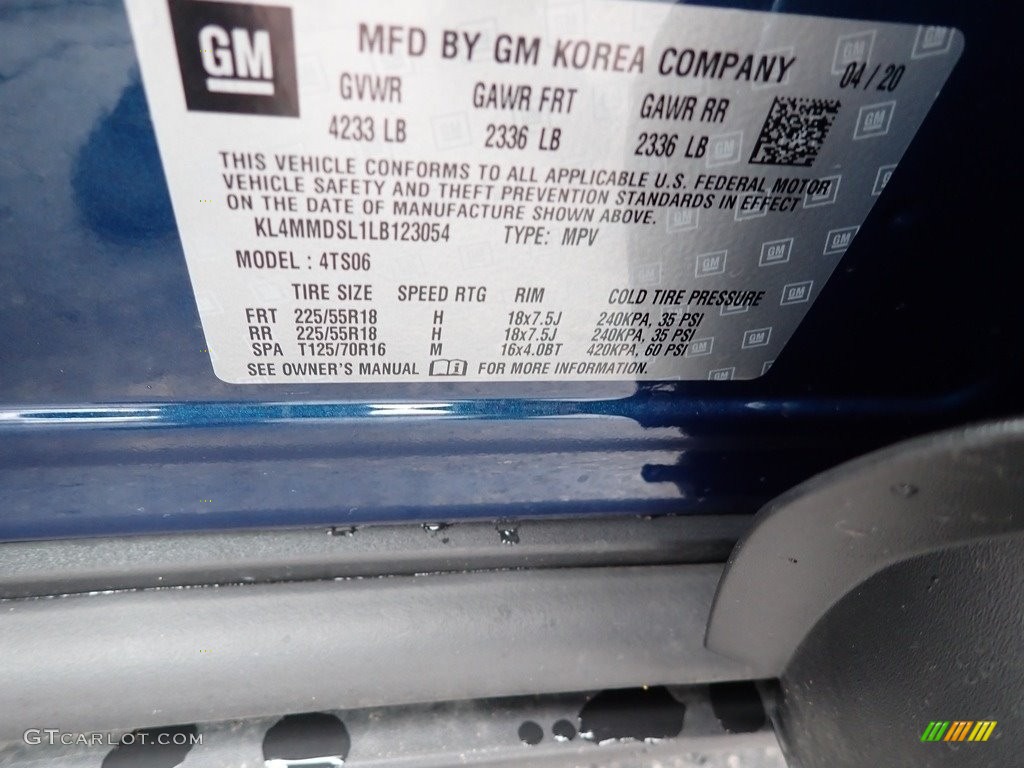 GM
MFD BY GM KOREA COMPANY 04/20
GVWR GAWR FRT GAWR RR
4233 LB 2336 LB 2336 LB
THIS VEHICLE CONFORMS TO ALL APPLICABLE U.S. FEDERAL MOTOR
VEHICLE SAFETY AND THEFT PREVENTION STANDARDS IN EFFECT
ON THE DATE OF MANUFACTURE SHOWN ABOVE.
KL4MMDSL1LB123054 TYPE: MPV
MODEL : 4TS06
TIRE SIZE SPEED RTG RIM COLD TIRE PRESSURE
FRT 225/55R18 H 18x7.5J 240KPA, 35 PSI
RR 225/55R18 H 18x7.5J 240KPA, 35 PSI
SPA T125/70R16 M 16x4.0BT 420KPA, 60 PSI
SEE OWNER'S MANUAL FOR MORE INFORMATION.
GTCARLOT.COM